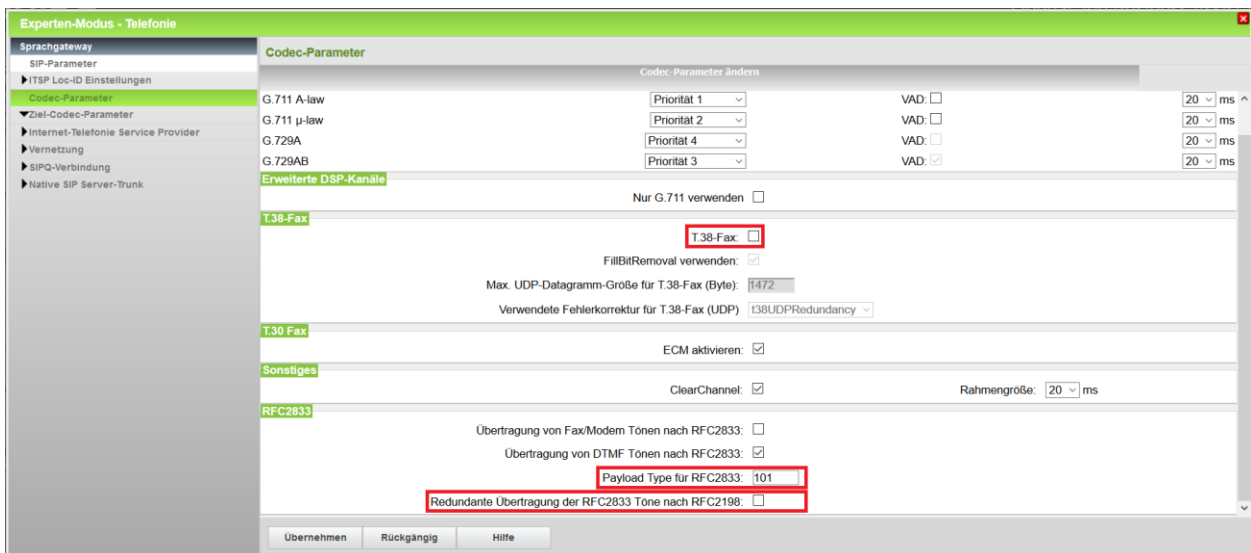 Experten-Modus - Telefonie
Sprachgateway
SIP-Parameter
ITSP Loc-ID Einstellungen
Codec-Parameter
Ziel-Codec-Parameter
Internet-Telefonie Service Provider
Vernetzung
SIPQ-Verbindung
Native SIP Server-Trunk
Codec-Parameter
Codec-Parameter ändern
G.711 A-law Priorität 1 VAD: 20 ms
G.711 µ-law Priorität 2 VAD: 20 ms
G.729A Priorität 4 VAD: 20 ms
G.729AB Priorität 3 VAD: 20 ms
Erweiterte DSP-Kanäle
Nur G.711 verwenden
T.38-Fax
T.38-Fax:
FillBitRemoval verwenden:
Max. UDP-Datagramm-Größe für T.38-Fax (Byte): 1472
Verwendete Fehlerkorrektur für T.38-Fax (UDP) t38UDPRedundancy
T.30 Fax
ECM aktivieren:
Sonstiges
ClearChannel: Rahmengröße: 20 ms
RFC2833
Übertragung von Fax/Modem Tönen nach RFC2833:
Übertragung von DTMF Tönen nach RFC2833:
Payload Type für RFC2833: 101
Redundante Übertragung der RFC2833 Töne nach RFC2198:
Übernehmen Rückgängig Hilfe